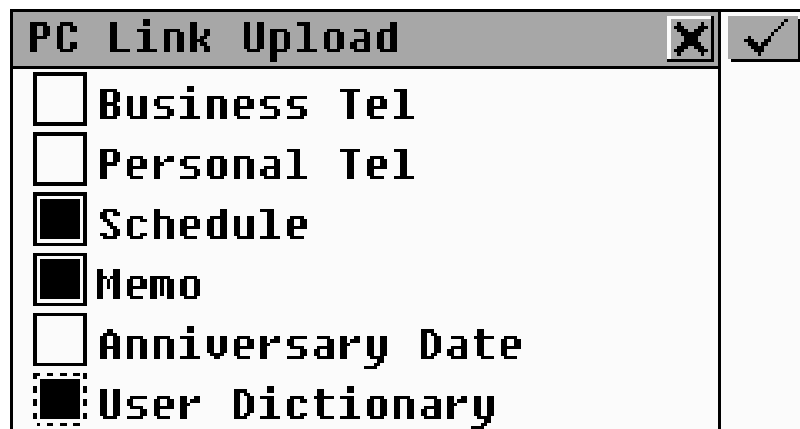 PC Link Upload
Business Tel
Personal Tel
Schedule
Memo
Anniversary Date
User Dictionary